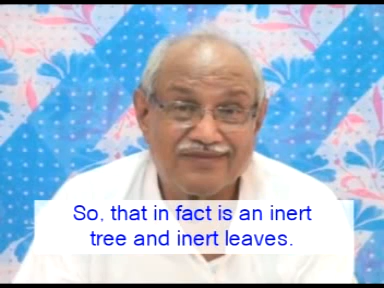 So, that in fact is an inert
tree and inert leaves.